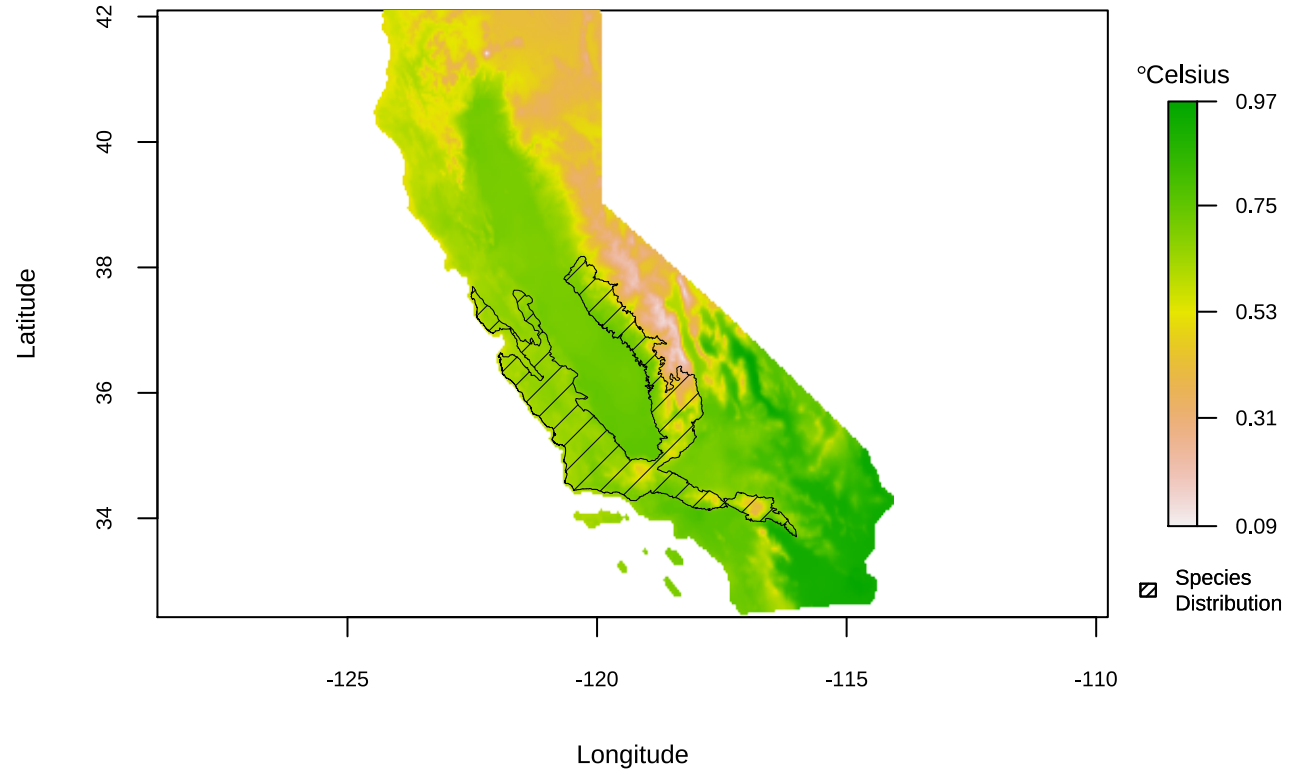 42
40
38
36
34
Latitude
-125
-120
-115
-110
Longitude
°Celsius
0.97
0.75
0.53
0.31
0.09
Species
Distribution